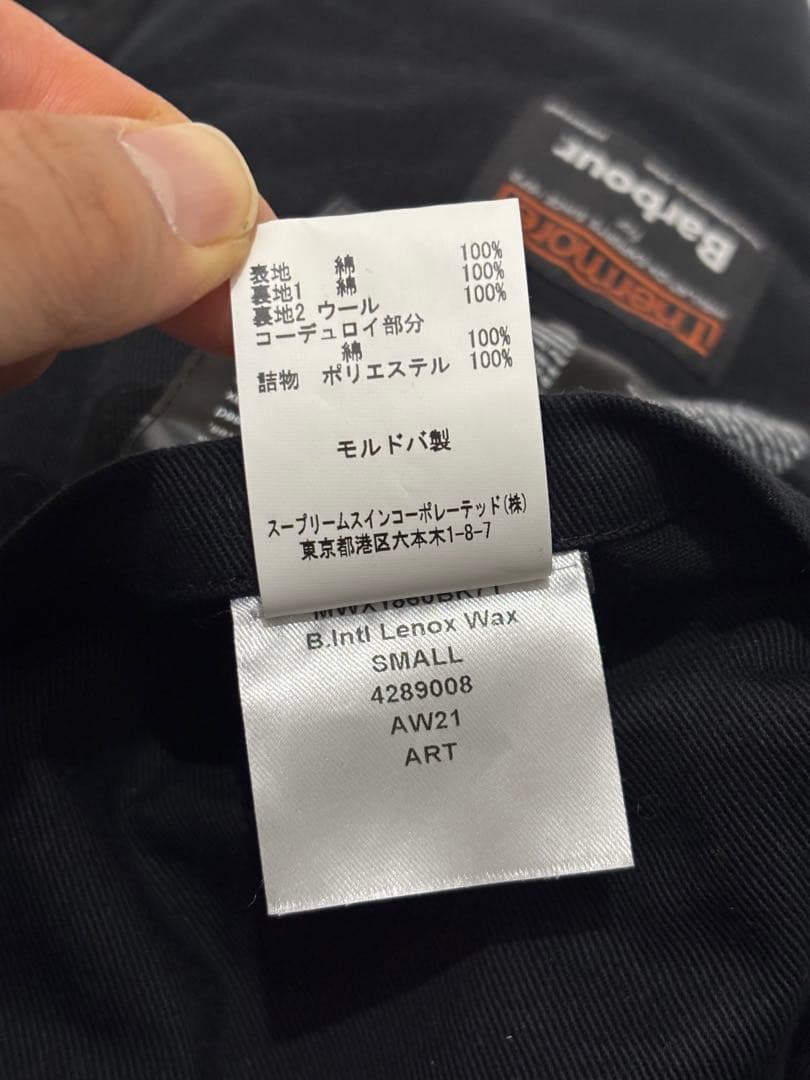 表地 綿 100%
裏地1 綿 100%
裏地2 ウール 100%
コーデュロイ部分
綿 100%
詰物 ポリエステル 100%
モルドバ製
スープリームスインコーポレーテッド(株)
東京都港区六本木1-8-7
MWX1860BK71
B.Intl Lenox Wax
SMALL
4289008
AW21
ART
Thermore
for
Barbour